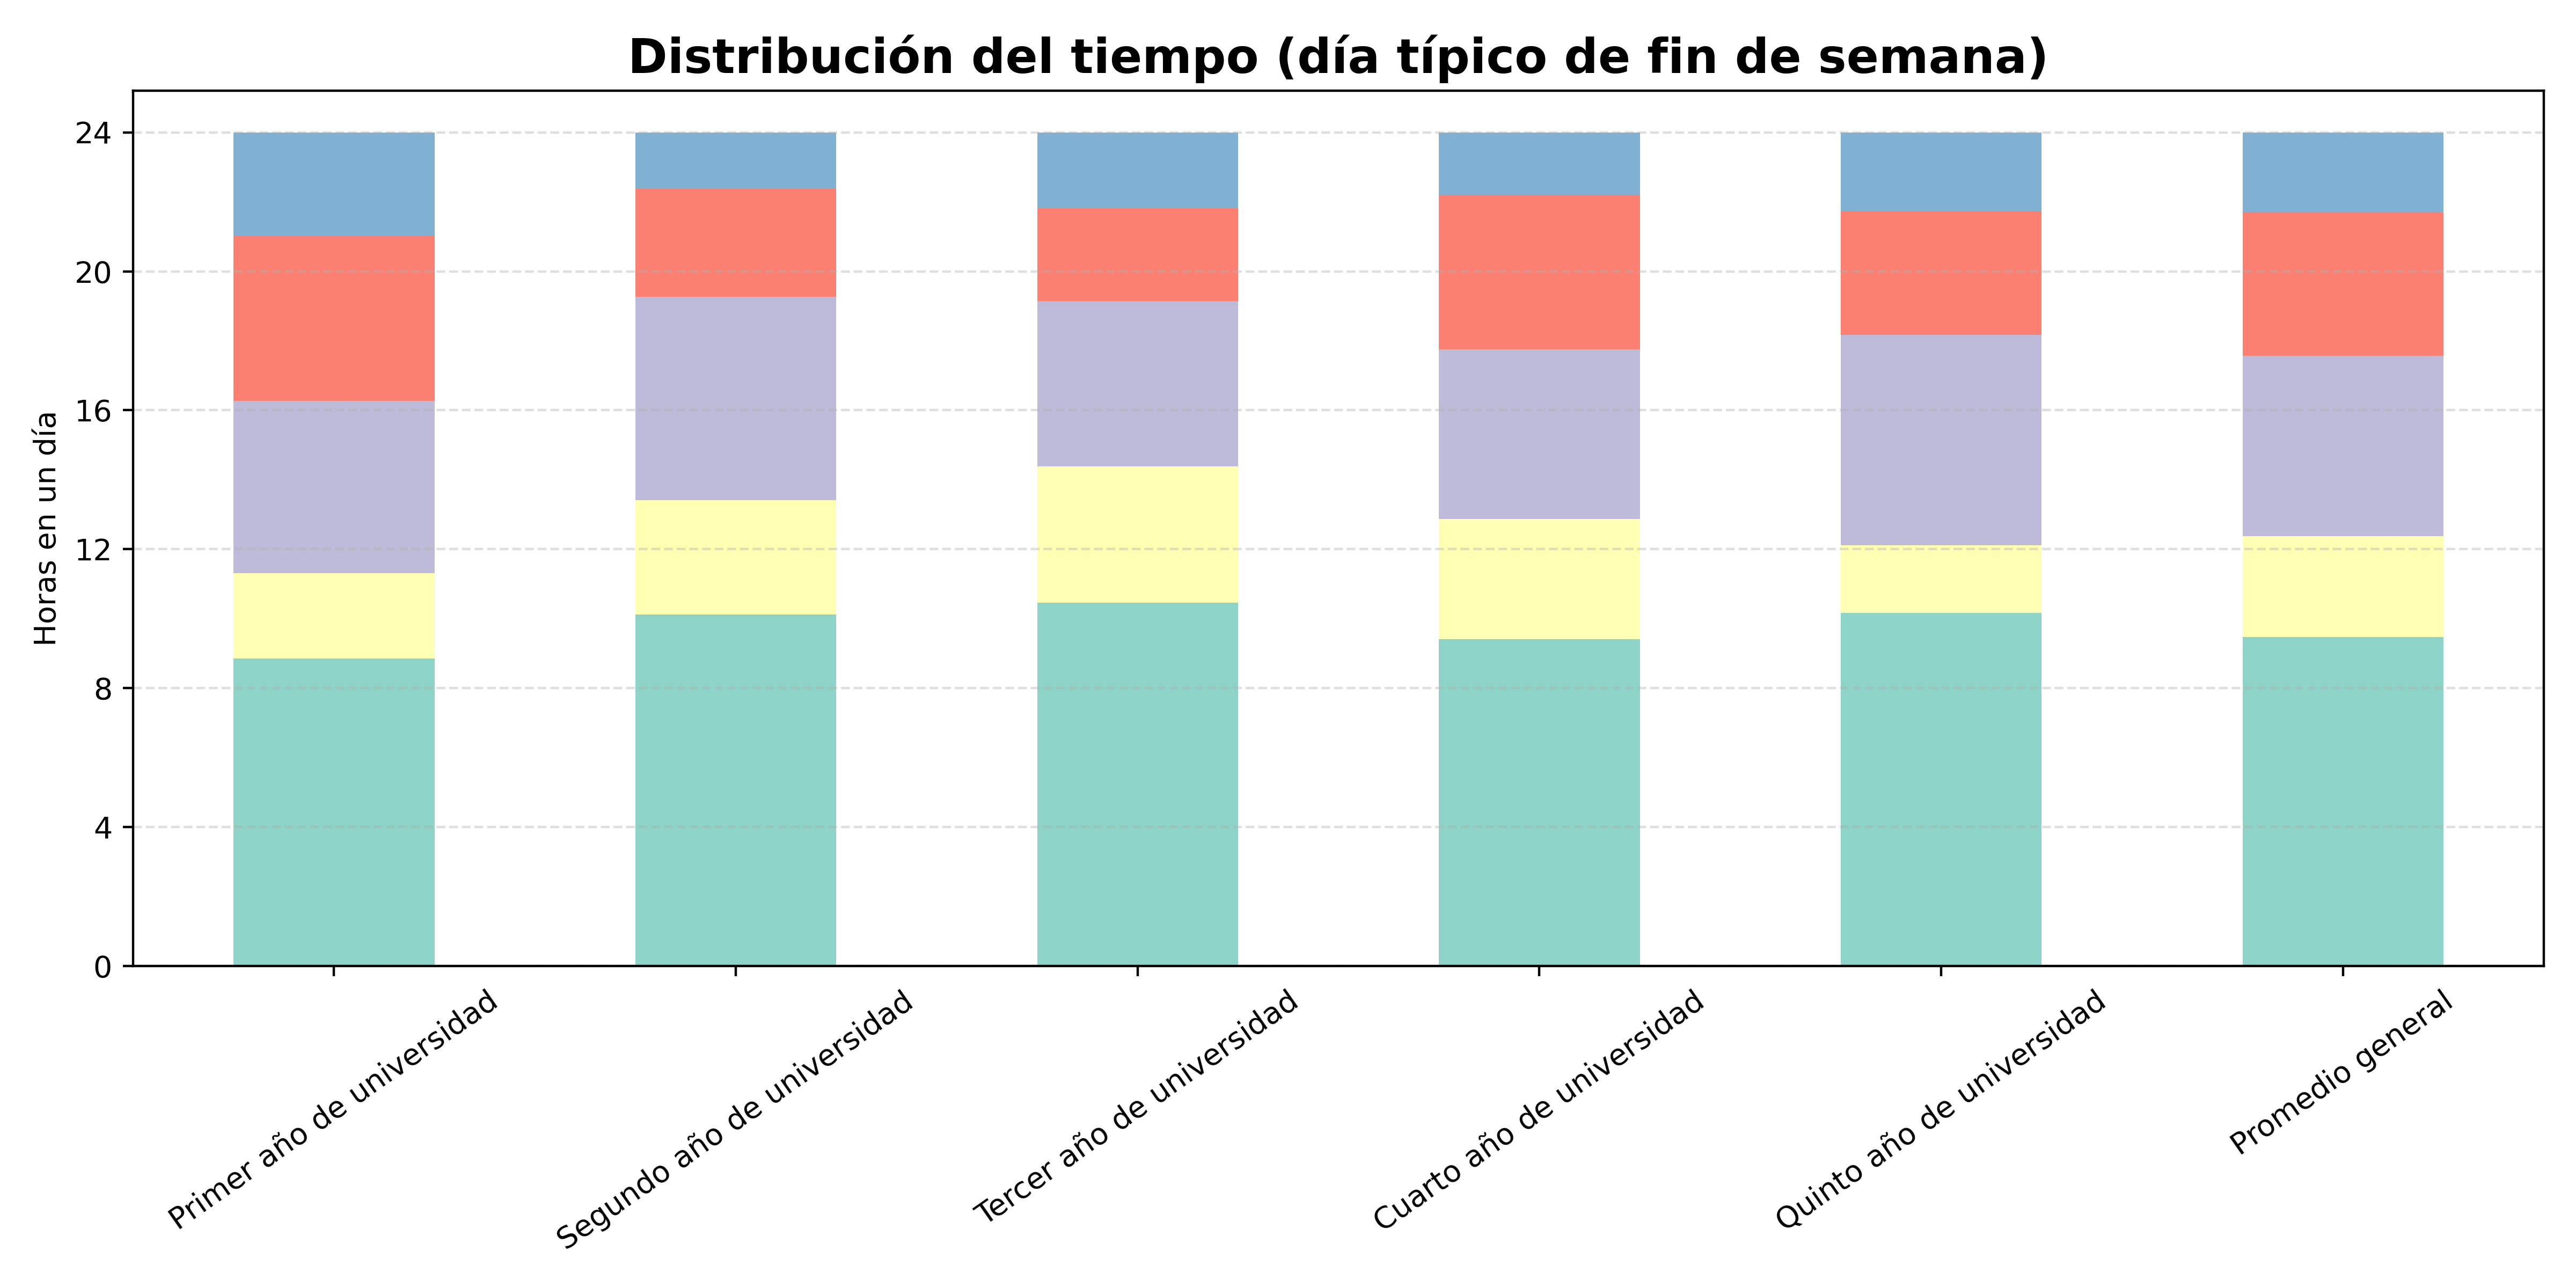 Distribución del tiempo (día típico de fin de semana)
Horas en un día
24
20
16
12
8
4
0
Primer año de universidad
Segundo año de universidad
Tercer año de universidad
Cuarto año de universidad
Quinto año de universidad
Promedio general